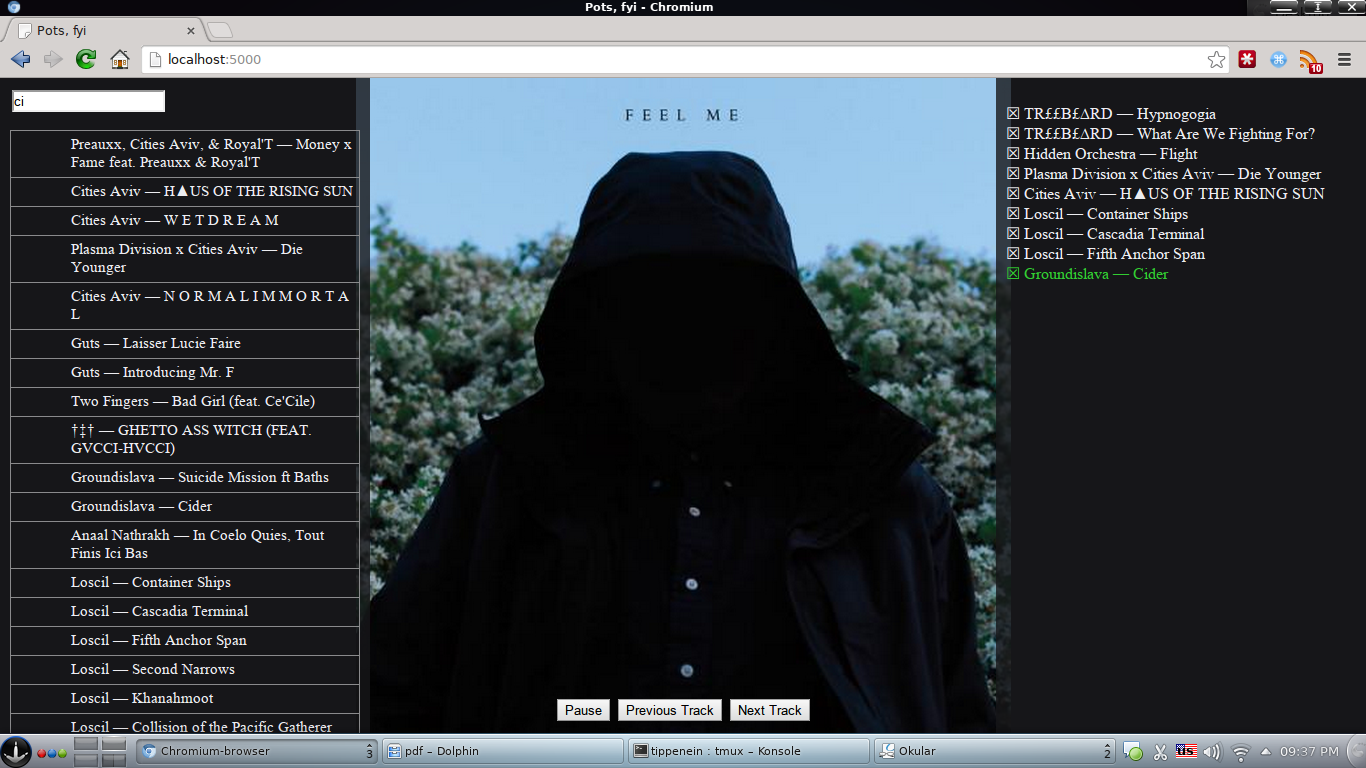 Pots, fyi - Chromium
Pots, fyi
localhost:5000
10
ci
Preauxx, Cities Aviv, & Royal'T — Money x
Fame feat. Preauxx & Royal'T
Cities Aviv — H▲US OF THE RISING SUN
Cities Aviv — W E T D R E A M
Plasma Division x Cities Aviv — Die
Younger
Cities Aviv — N O R M A L I M M O R T A
L
Guts — Laisser Lucie Faire
Guts — Introducing Mr. F
Two Fingers — Bad Girl (feat. Ce'Cile)
†‡† — GHETTO ASS WITCH (FEAT.
GVCCI-HVCCI)
Groundislava — Suicide Mission ft Baths
Groundislava — Cider
Anaal Nathrakh — In Coelo Quies, Tout
Finis Ici Bas
Loscil — Container Ships
Loscil — Cascadia Terminal
Loscil — Fifth Anchor Span
Loscil — Second Narrows
Loscil — Khanahmoot
Loscil — Collision of the Pacific Gatherer
FEEL ME
Pause
Previous Track
Next Track
☒ TR££B£∆RD — Hypnogogia
☒ TR££B£∆RD — What Are We Fighting For?
☒ Hidden Orchestra — Flight
☒ Plasma Division x Cities Aviv — Die Younger
☒ Cities Aviv — H▲US OF THE RISING SUN
☒ Loscil — Container Ships
☒ Loscil — Cascadia Terminal
☒ Loscil — Fifth Anchor Span
☒ Groundislava — Cider
Chromium-browser 3
pdf – Dolphin
tippenein : tmux – Konsole
Okular 2
us
09:37 PM